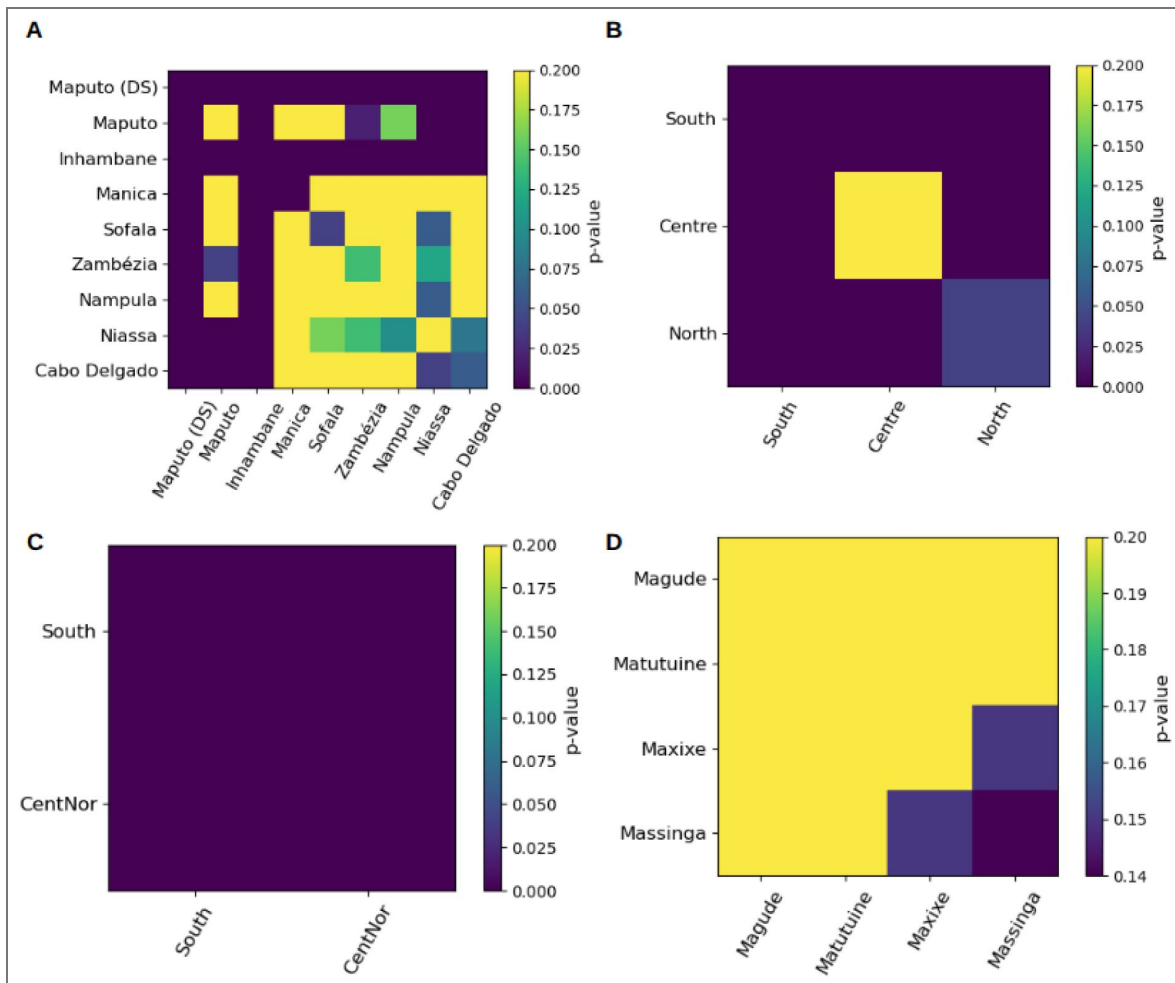 A
Maputo (DS)
Maputo
Inhambane
Manica
Sofala
Zambézia
Nampula
Niassa
Cabo Delgado
Maputo (DS)
Maputo
Inhambane
Manica
Sofala
Zambézia
Nampula
Niassa
Cabo Delgado
0.200
0.175
0.150
0.125
0.100
0.075
0.050
0.025
0.000
p-value
B
South
Centre
North
South
Centre
North
0.200
0.175
0.150
0.125
0.100
0.075
0.050
0.025
0.000
p-value
C
South
CentNor
South
CentNor
0.200
0.175
0.150
0.125
0.100
0.075
0.050
0.025
0.000
p-value
D
Magude
Matutuine
Maxixe
Massinga
Magude
Matutuine
Maxixe
Massinga
0.20
0.19
0.18
0.17
0.16
0.15
0.14
p-value